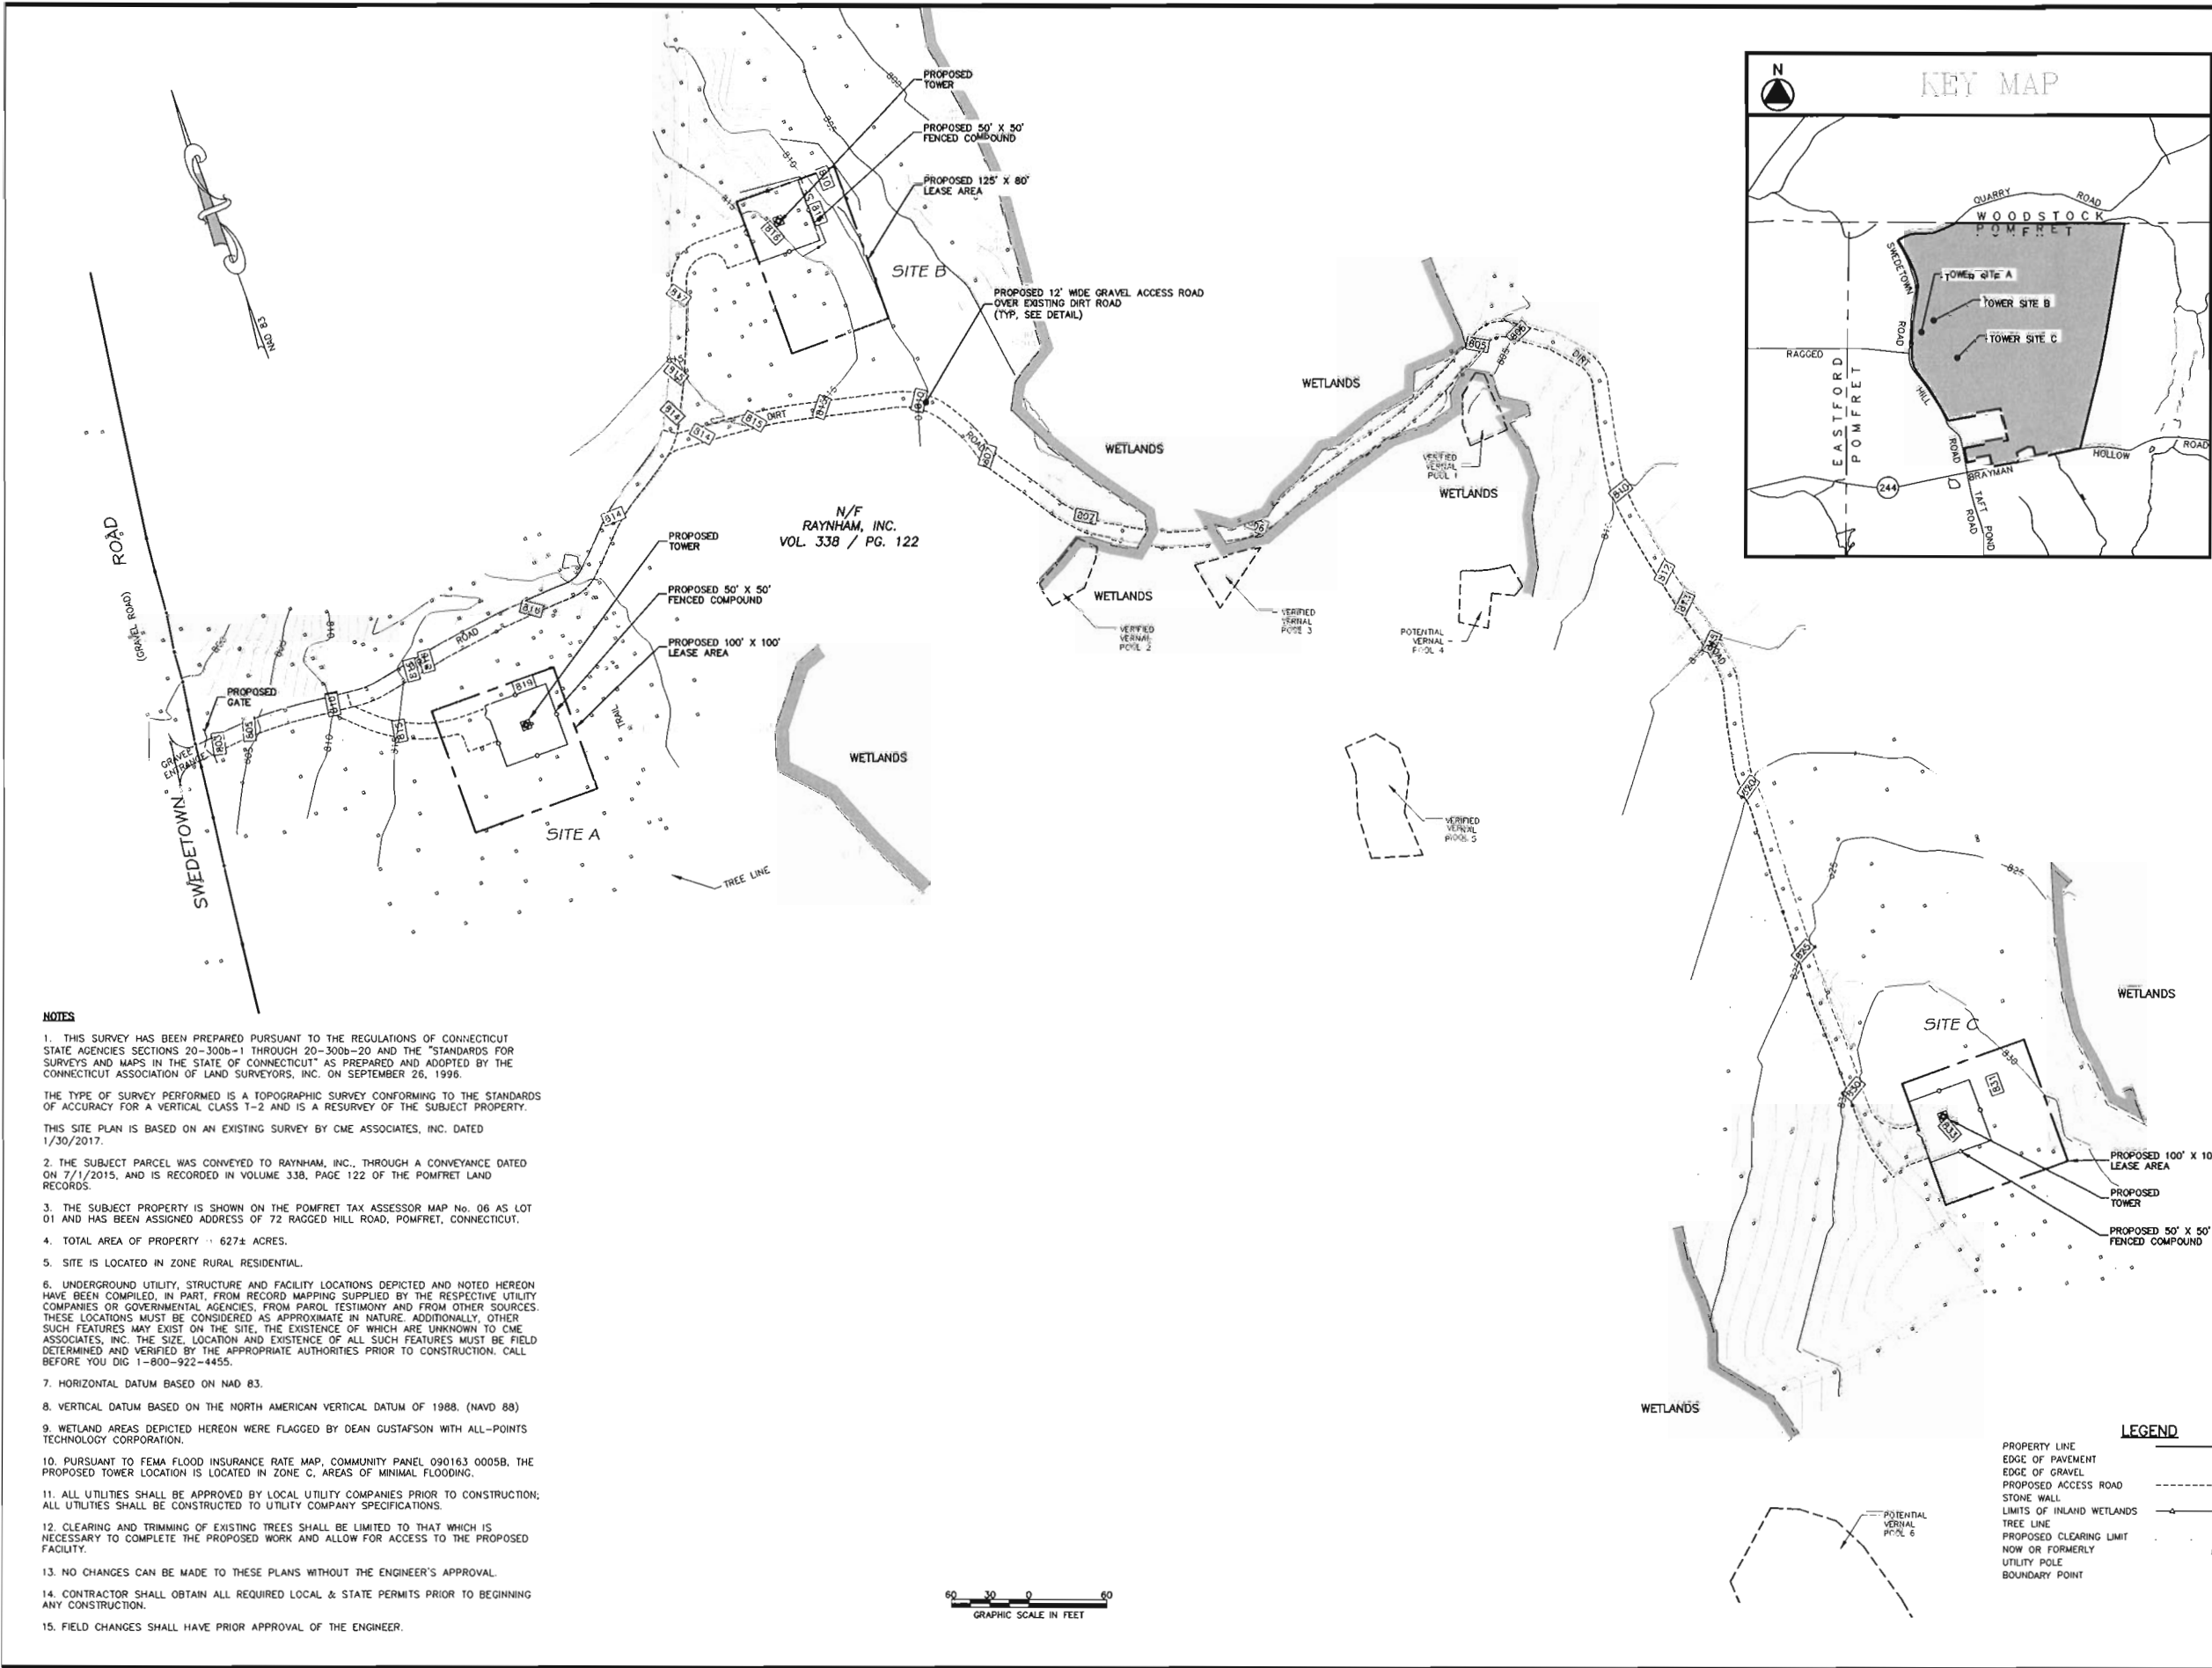 PROPOSED
TOWER
PROPOSED 50' X 50'
FENCED COMPOUND
PROPOSED 125' X 80'
LEASE AREA
SITE B
PROPOSED 12' WIDE GRAVEL ACCESS ROAD
OVER EXISTING DIRT ROAD
(TYP, SEE DETAIL)
NAD 83
N
KEY MAP
QUARRY ROAD
WOODSTOCK
POMFRET
SWEDETOWN
ROAD
TOWER SITE A
TOWER SITE B
TOWER SITE C
RAGGED
HILL
ROAD
EASTFORD
POMFRET
BRAYMAN
HOLLOW
ROAD
244
TAFT POND
ROAD
WETLANDS
WETLANDS
WETLANDS
WETLANDS
WETLANDS
WETLANDS
WETLANDS
DIRT
ROAD
DIRT
ROAD
VERIFIED
VERNAL
POOL 1
VERIFIED
VERNAL
POOL 2
VERIFIED
VERNAL
POOL 3
POTENTIAL
VERNAL
POOL 4
VERIFIED
VERNAL
POOL 5
POTENTIAL
VERNAL
POOL 6
N/F
RAYNHAM, INC.
VOL. 338 / PG. 122
PROPOSED
TOWER
PROPOSED 50' X 50'
FENCED COMPOUND
PROPOSED 100' X 100'
LEASE AREA
ROAD
TRAIL
SITE A
TREE LINE
PROPOSED
GATE
GRAVEL
ENTRANCE
SWEDETOWN ROAD
(GRAVEL ROAD)
SITE C
PROPOSED 100' X 10
LEASE AREA
PROPOSED
TOWER
PROPOSED 50' X 50'
FENCED COMPOUND
WETLANDS
NOTES
1. THIS SURVEY HAS BEEN PREPARED PURSUANT TO THE REGULATIONS OF CONNECTICUT
STATE AGENCIES SECTIONS 20-300b-1 THROUGH 20-300b-20 AND THE "STANDARDS FOR
SURVEYS AND MAPS IN THE STATE OF CONNECTICUT" AS PREPARED AND ADOPTED BY THE
CONNECTICUT ASSOCIATION OF LAND SURVEYORS, INC. ON SEPTEMBER 26, 1996.
THE TYPE OF SURVEY PERFORMED IS A TOPOGRAPHIC SURVEY CONFORMING TO THE STANDARDS
OF ACCURACY FOR A VERTICAL CLASS T-2 AND IS A RESURVEY OF THE SUBJECT PROPERTY.
THIS SITE PLAN IS BASED ON AN EXISTING SURVEY BY CME ASSOCIATES, INC. DATED
1/30/2017.
2. THE SUBJECT PARCEL WAS CONVEYED TO RAYNHAM, INC., THROUGH A CONVEYANCE DATED
ON 7/1/2015, AND IS RECORDED IN VOLUME 338, PAGE 122 OF THE POMFRET LAND
RECORDS.
3. THE SUBJECT PROPERTY IS SHOWN ON THE POMFRET TAX ASSESSOR MAP No. 06 AS LOT
01 AND HAS BEEN ASSIGNED ADDRESS OF 72 RAGGED HILL ROAD, POMFRET, CONNECTICUT.
4. TOTAL AREA OF PROPERTY 627± ACRES.
5. SITE IS LOCATED IN ZONE RURAL RESIDENTIAL.
6. UNDERGROUND UTILITY, STRUCTURE AND FACILITY LOCATIONS DEPICTED AND NOTED HEREON
HAVE BEEN COMPILED, IN PART, FROM RECORD MAPPING SUPPLIED BY THE RESPECTIVE UTILITY
COMPANIES OR GOVERNMENTAL AGENCIES, FROM PAROL TESTIMONY AND FROM OTHER SOURCES.
THESE LOCATIONS MUST BE CONSIDERED AS APPROXIMATE IN NATURE. ADDITIONALLY, OTHER
SUCH FEATURES MAY EXIST ON THE SITE, THE EXISTENCE OF WHICH ARE UNKNOWN TO CME
ASSOCIATES, INC. THE SIZE, LOCATION AND EXISTENCE OF ALL SUCH FEATURES MUST BE FIELD
DETERMINED AND VERIFIED BY THE APPROPRIATE AUTHORITIES PRIOR TO CONSTRUCTION. CALL
BEFORE YOU DIG 1-800-922-4455.
7. HORIZONTAL DATUM BASED ON NAD 83.
8. VERTICAL DATUM BASED ON THE NORTH AMERICAN VERTICAL DATUM OF 1988. (NAVD 88)
9. WETLAND AREAS DEPICTED HEREON WERE FLAGGED BY DEAN GUSTAFSON WITH ALL-POINTS
TECHNOLOGY CORPORATION.
10. PURSUANT TO FEMA FLOOD INSURANCE RATE MAP, COMMUNITY PANEL 090163 0005B, THE
PROPOSED TOWER LOCATION IS LOCATED IN ZONE C, AREAS OF MINIMAL FLOODING.
11. ALL UTILITIES SHALL BE APPROVED BY LOCAL UTILITY COMPANIES PRIOR TO CONSTRUCTION;
ALL UTILITIES SHALL BE CONSTRUCTED TO UTILITY COMPANY SPECIFICATIONS.
12. CLEARING AND TRIMMING OF EXISTING TREES SHALL BE LIMITED TO THAT WHICH IS
NECESSARY TO COMPLETE THE PROPOSED WORK AND ALLOW FOR ACCESS TO THE PROPOSED
FACILITY.
13. NO CHANGES CAN BE MADE TO THESE PLANS WITHOUT THE ENGINEER'S APPROVAL.
14. CONTRACTOR SHALL OBTAIN ALL REQUIRED LOCAL & STATE PERMITS PRIOR TO BEGINNING
ANY CONSTRUCTION.
15. FIELD CHANGES SHALL HAVE PRIOR APPROVAL OF THE ENGINEER.
60 30 0 60
GRAPHIC SCALE IN FEET
LEGEND
PROPERTY LINE
EDGE OF PAVEMENT
EDGE OF GRAVEL
PROPOSED ACCESS ROAD
STONE WALL
LIMITS OF INLAND WETLANDS
TREE LINE
PROPOSED CLEARING LIMIT
NOW OR FORMERLY
UTILITY POLE
BOUNDARY POINT